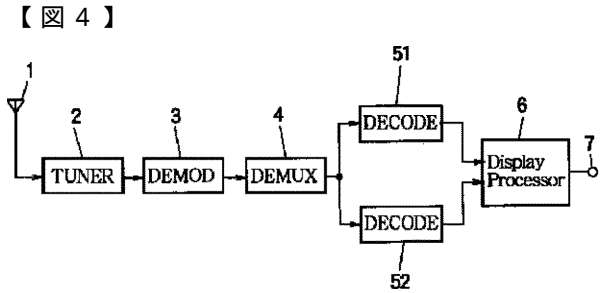 【図４】
1
2
3
4
51
6
7
TUNER
DEMOD
DEMUX
DECODE
Display
Processor
DECODE
52